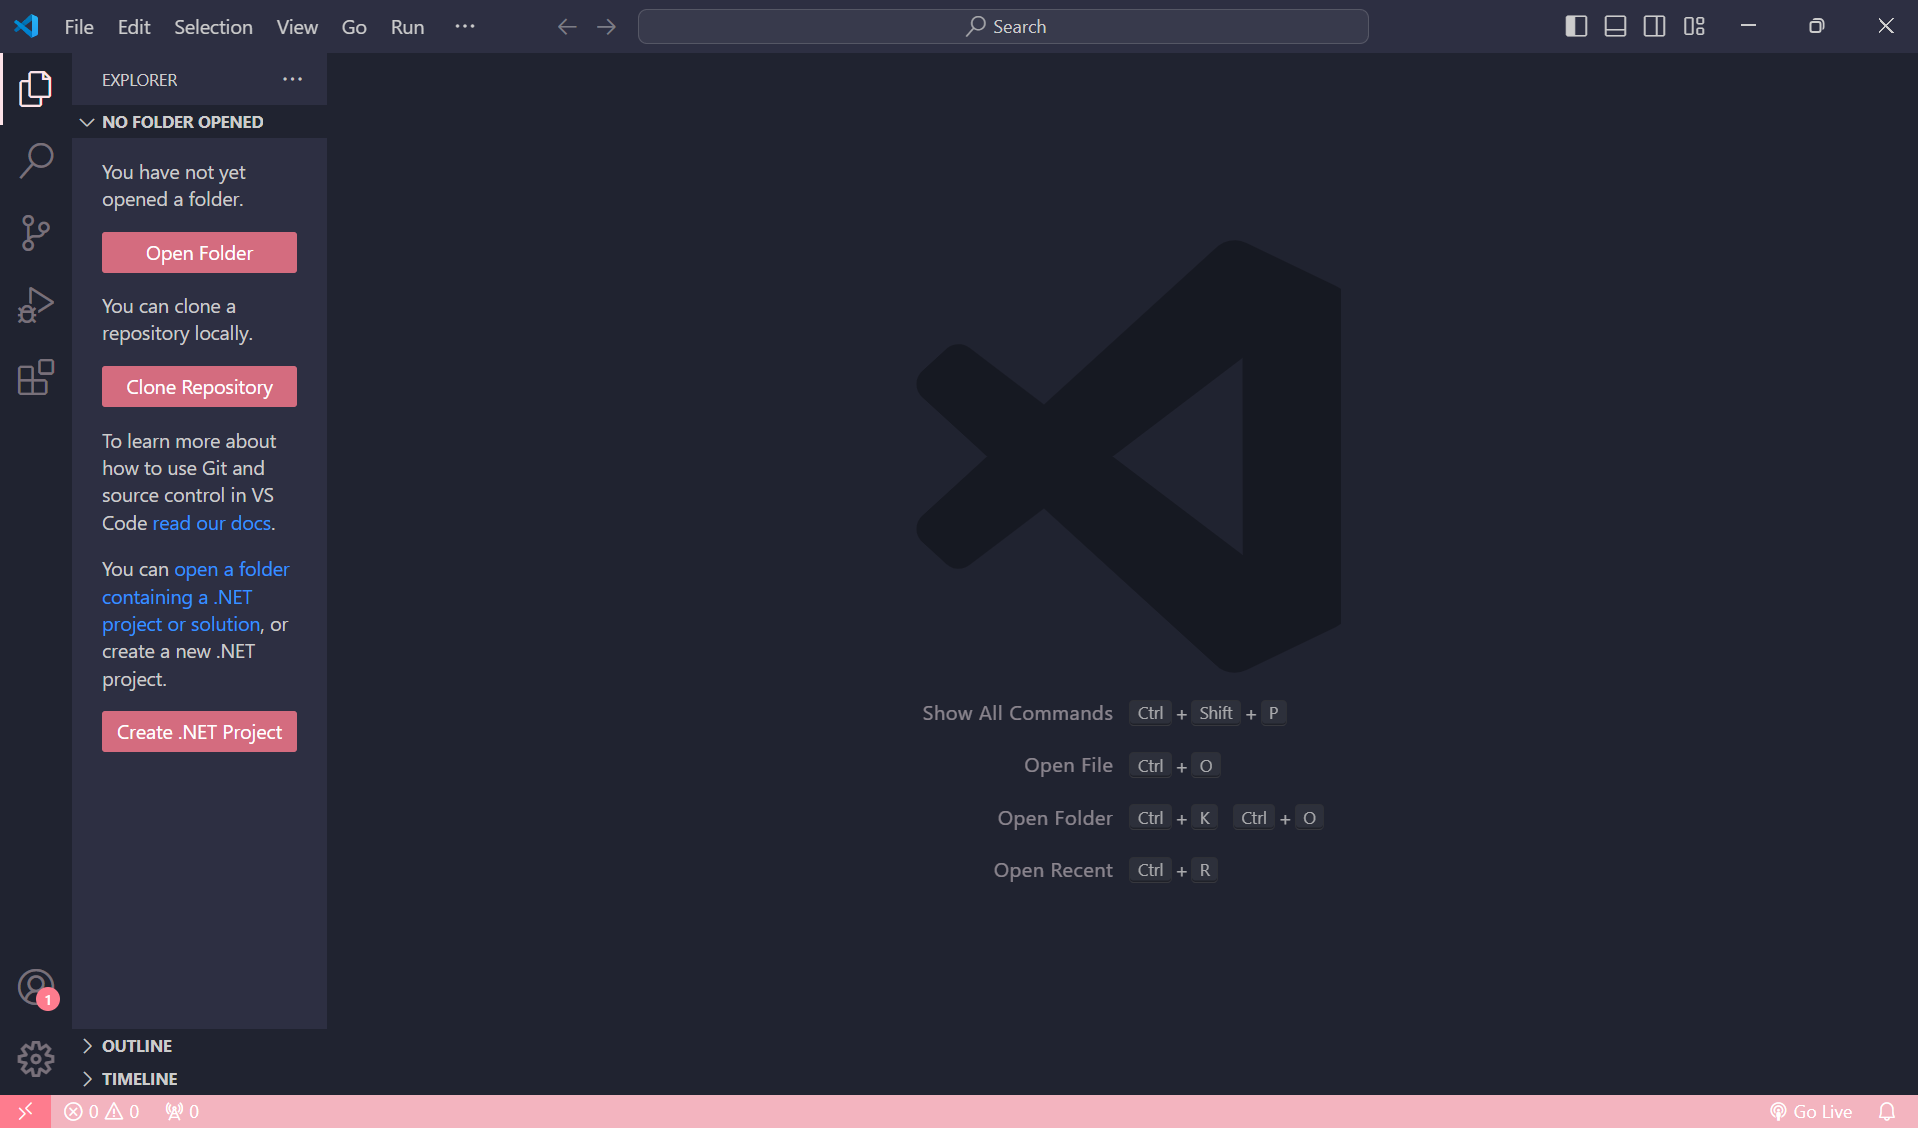 File Edit Selection View Go Run ···
Search
EXPLORER ···
NO FOLDER OPENED
You have not yet
opened a folder.
Open Folder
You can clone a
repository locally.
Clone Repository
To learn more about
how to use Git and
source control in VS
Code read our docs.
You can open a folder
containing a .NET
project or solution, or
create a new .NET
project.
Create .NET Project
Show All Commands Ctrl + Shift + P
Open File Ctrl + O
Open Folder Ctrl + K Ctrl + O
Open Recent Ctrl + R
1
OUTLINE
TIMELINE
0 0 0
Go Live